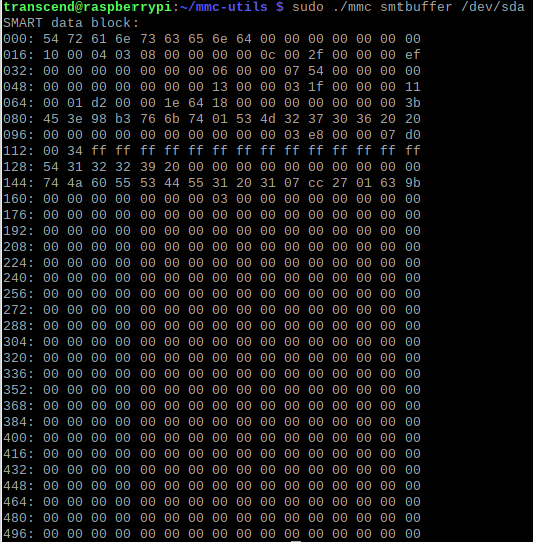 transcend@raspberrypi:~/mmc-utils $ sudo ./mmc smtbuffer /dev/sda
SMART data block:
000: 54 72 61 6e 73 63 65 6e 64 00 00 00 00 00 00 00
016: 10 00 04 03 08 00 00 00 00 0c 00 2f 00 00 00 ef
032: 00 00 00 00 00 00 06 00 00 07 54 00 00 00 00
048: 00 00 00 00 00 00 13 00 00 03 1f 00 00 00 11
064: 00 01 d2 00 00 1e 64 18 00 00 00 00 00 00 00 3b
080: 45 3e 98 b3 76 6b 74 01 53 4d 32 37 30 36 20 20
096: 00 00 00 00 00 00 00 00 00 00 03 e8 00 00 07 d0
112: 00 34 ff ff ff ff ff ff ff ff ff ff ff ff ff ff
128: 54 31 32 32 39 20 00 00 00 00 00 00 00 00 00 00
144: 74 4a 60 55 53 44 55 31 20 31 07 cc 27 01 63 9b
160: 00 00 00 00 00 00 00 03 00 00 00 00 00 00 00 00
176: 00 00 00 00 00 00 00 00 00 00 00 00 00 00 00 00
192: 00 00 00 00 00 00 00 00 00 00 00 00 00 00 00 00
208: 00 00 00 00 00 00 00 00 00 00 00 00 00 00 00 00
224: 00 00 00 00 00 00 00 00 00 00 00 00 00 00 00 00
240: 00 00 00 00 00 00 00 00 00 00 00 00 00 00 00 00
256: 00 00 00 00 00 00 00 00 00 00 00 00 00 00 00 00
272: 00 00 00 00 00 00 00 00 00 00 00 00 00 00 00 00
288: 00 00 00 00 00 00 00 00 00 00 00 00 00 00 00 00
304: 00 00 00 00 00 00 00 00 00 00 00 00 00 00 00 00
320: 00 00 00 00 00 00 00 00 00 00 00 00 00 00 00 00
336: 00 00 00 00 00 00 00 00 00 00 00 00 00 00 00 00
352: 00 00 00 00 00 00 00 00 00 00 00 00 00 00 00 00
368: 00 00 00 00 00 00 00 00 00 00 00 00 00 00 00 00
384: 00 00 00 00 00 00 00 00 00 00 00 00 00 00 00 00
400: 00 00 00 00 00 00 00 00 00 00 00 00 00 00 00 00
416: 00 00 00 00 00 00 00 00 00 00 00 00 00 00 00 00
432: 00 00 00 00 00 00 00 00 00 00 00 00 00 00 00 00
448: 00 00 00 00 00 00 00 00 00 00 00 00 00 00 00 00
464: 00 00 00 00 00 00 00 00 00 00 00 00 00 00 00 00
480: 00 00 00 00 00 00 00 00 00 00 00 00 00 00 00 00
496: 00 00 00 00 00 00 00 00 00 00 00 00 00 00 00 00